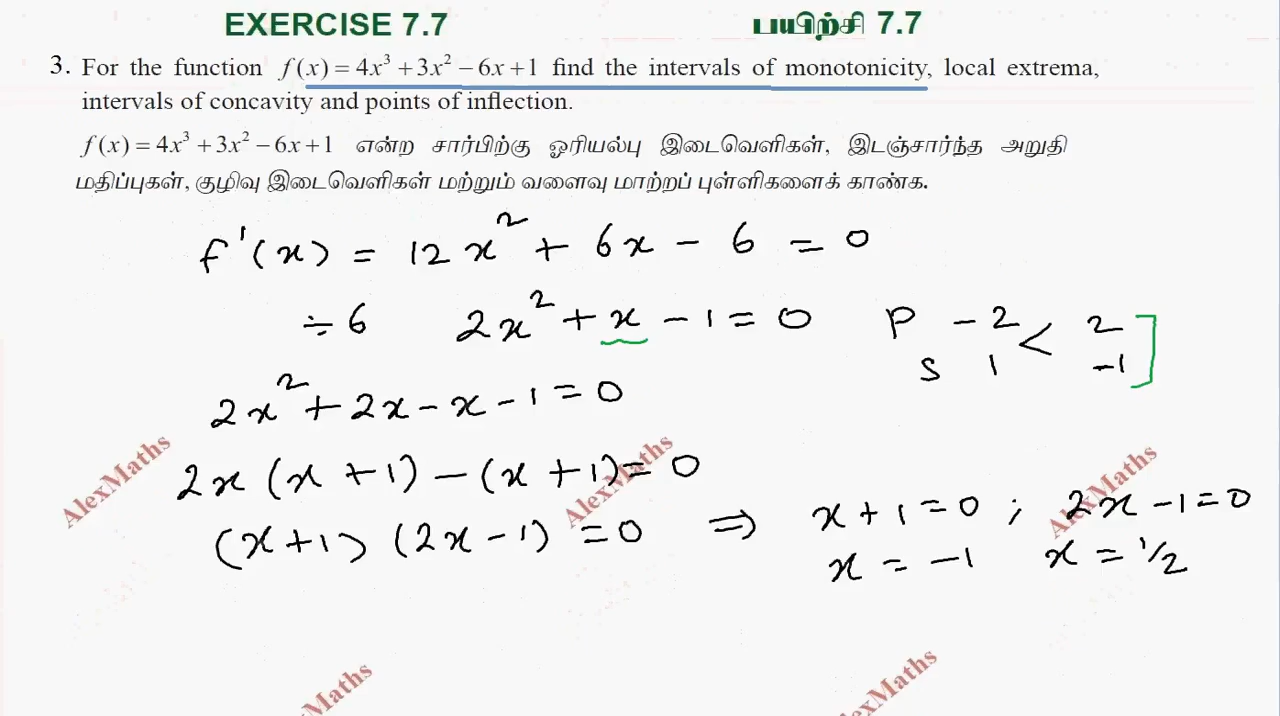 EXERCISE 7.7 பயிற்சி 7.7
3. For the function f(x) = 4x³ + 3x² − 6x + 1 find the intervals of monotonicity, local extrema,
intervals of concavity and points of inflection.
f(x) = 4x³ + 3x² − 6x + 1 என்ற சார்பிற்கு ஓரியல்பு இடைவெளிகள், இடஞ்சார்ந்த அறுதி
மதிப்புகள், குழிவு இடைவெளிகள் மற்றும் வளைவு மாற்றப் புள்ளிகளைக் காண்க.
f'(x) = 12x² + 6x − 6 = 0
÷ 6 2x² + x − 1 = 0 P −2 < 2
S 1 −1
2x² + 2x − x − 1 = 0
2x (x + 1) − (x + 1) = 0
(x + 1) (2x − 1) = 0 ⇒ x + 1 = 0 ; 2x − 1 = 0
x = −1 x = 1/2
AlexMaths
AlexMaths
AlexMaths
AlexMaths
AlexMaths